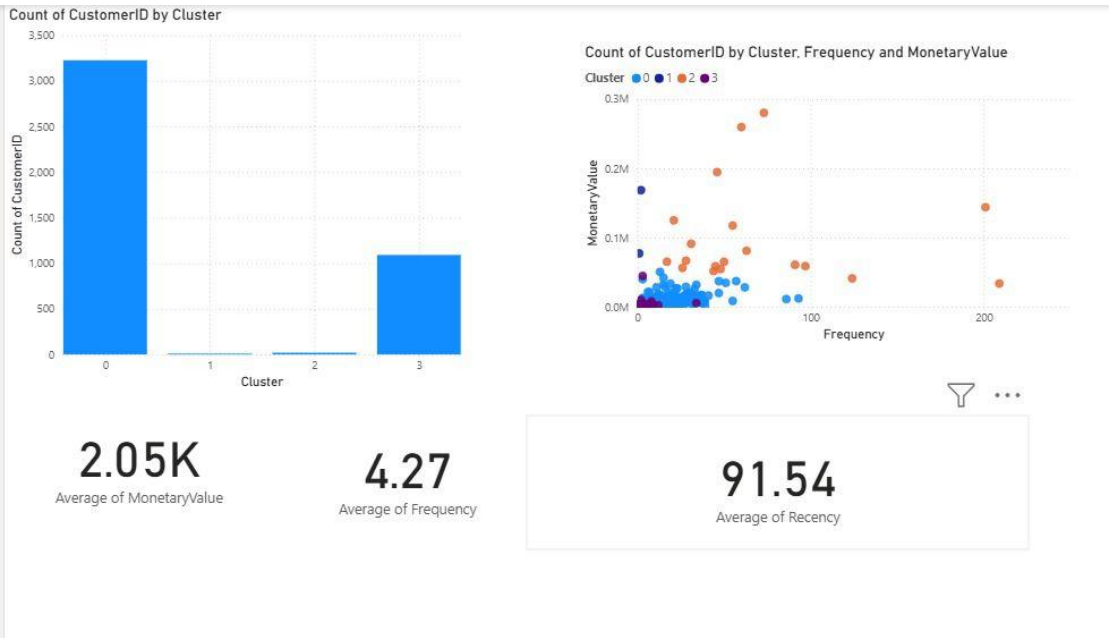 Count of CustomerID by Cluster
3,500
3,000
2,500
2,000
1,500
1,000
500
0
Count of CustomerID
0 1 2 3
Cluster
Count of CustomerID by Cluster, Frequency and MonetaryValue
Cluster 0 1 2 3
0.3M
0.2M
0.1M
0.0M
MonetaryValue
0 100 200
Frequency
2.05K
Average of MonetaryValue
4.27
Average of Frequency
91.54
Average of Recency